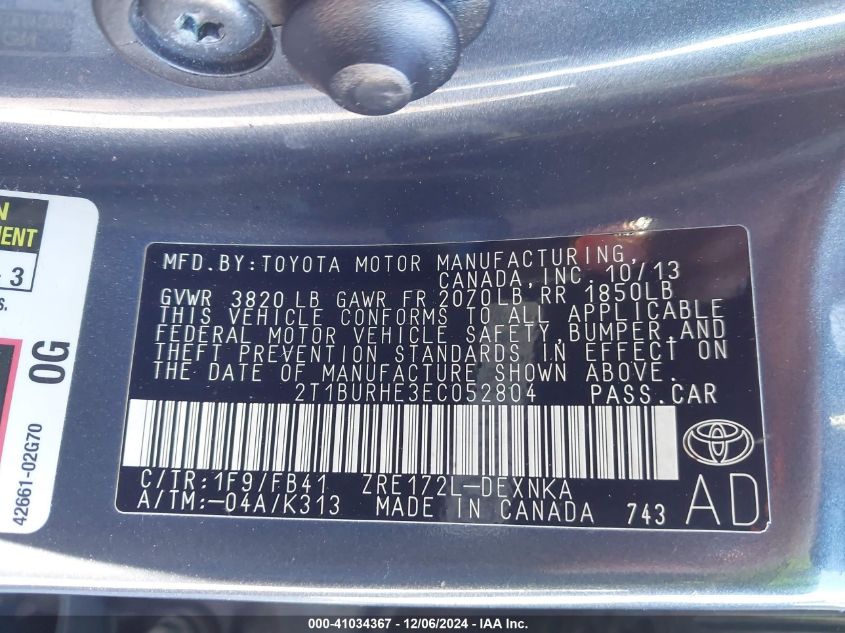 MFD.BY:TOYOTA MOTOR MANUFACTURING,
CANADA, INC. 10/13
GVWR 3820 LB GAWR FR 2070LB RR 1850LB
THIS VEHICLE CONFORMS TO ALL APPLICABLE
FEDERAL MOTOR VEHICLE SAFETY,BUMPER,AND
THEFT PREVENTION STANDARDS IN EFFECT ON
THE DATE OF MANUFACTURE SHOWN ABOVE.
2T1BURHE3EC052804 PASS.CAR
C/TR:1F9/FB41 ZRE172L-DEXNKA
A/TM:-04A/K313 MADE IN CANADA 743
AD
3
0G
42661-02G70
000-41034367 - 12/06/2024 - IAA Inc.